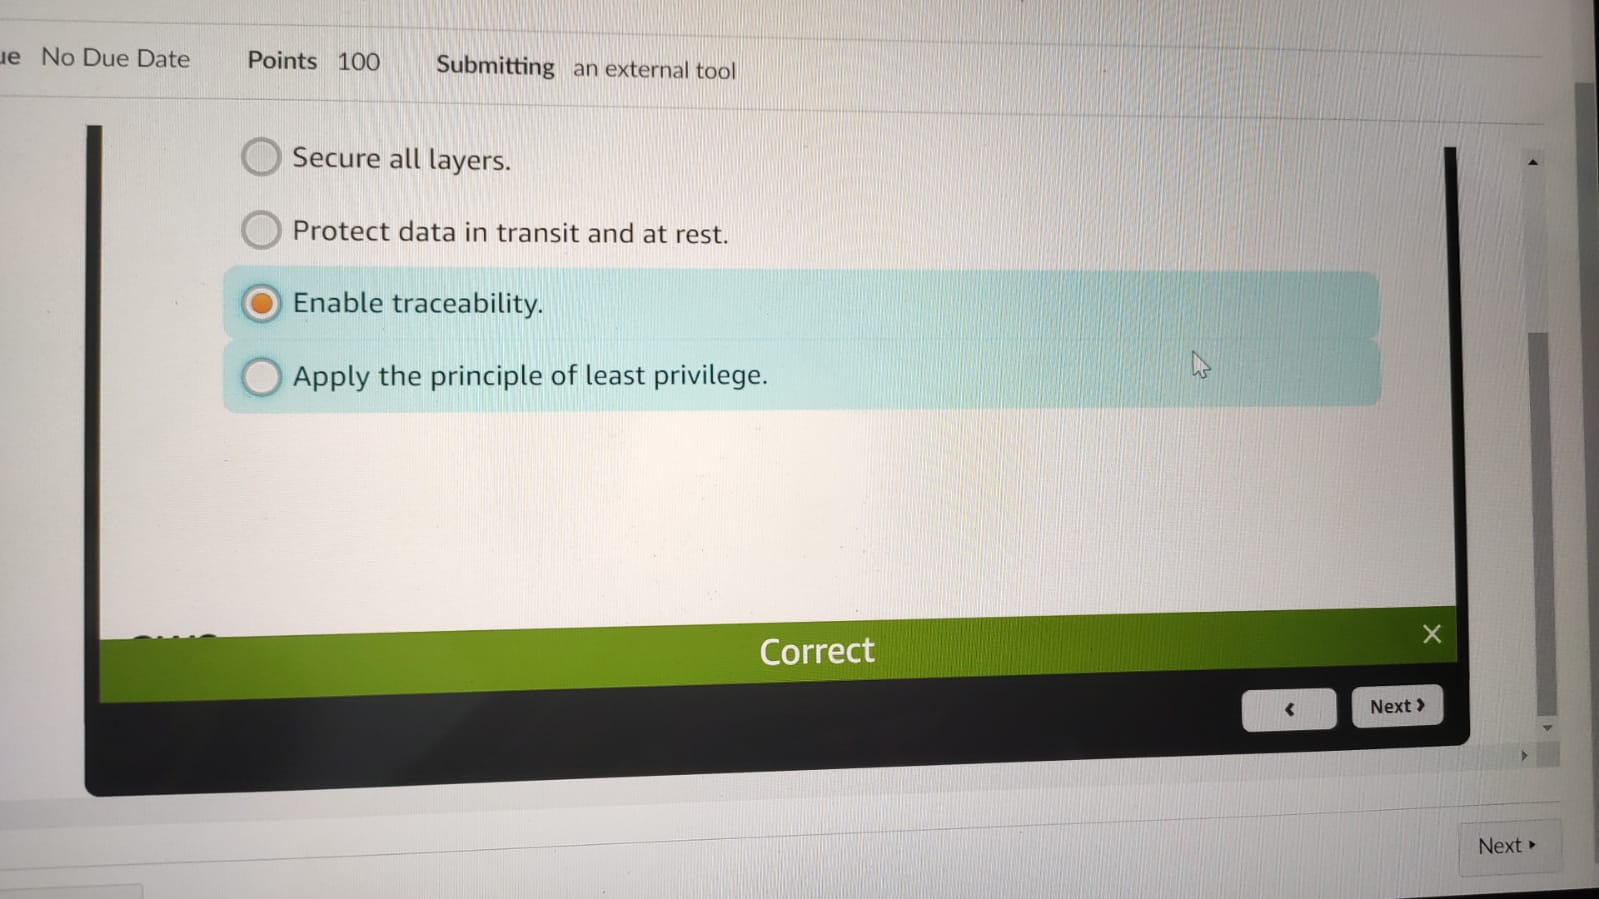 No Due Date Points 100 Submitting an external tool
Secure all layers.
Protect data in transit and at rest.
Enable traceability.
Apply the principle of least privilege.
Correct
Next
Next